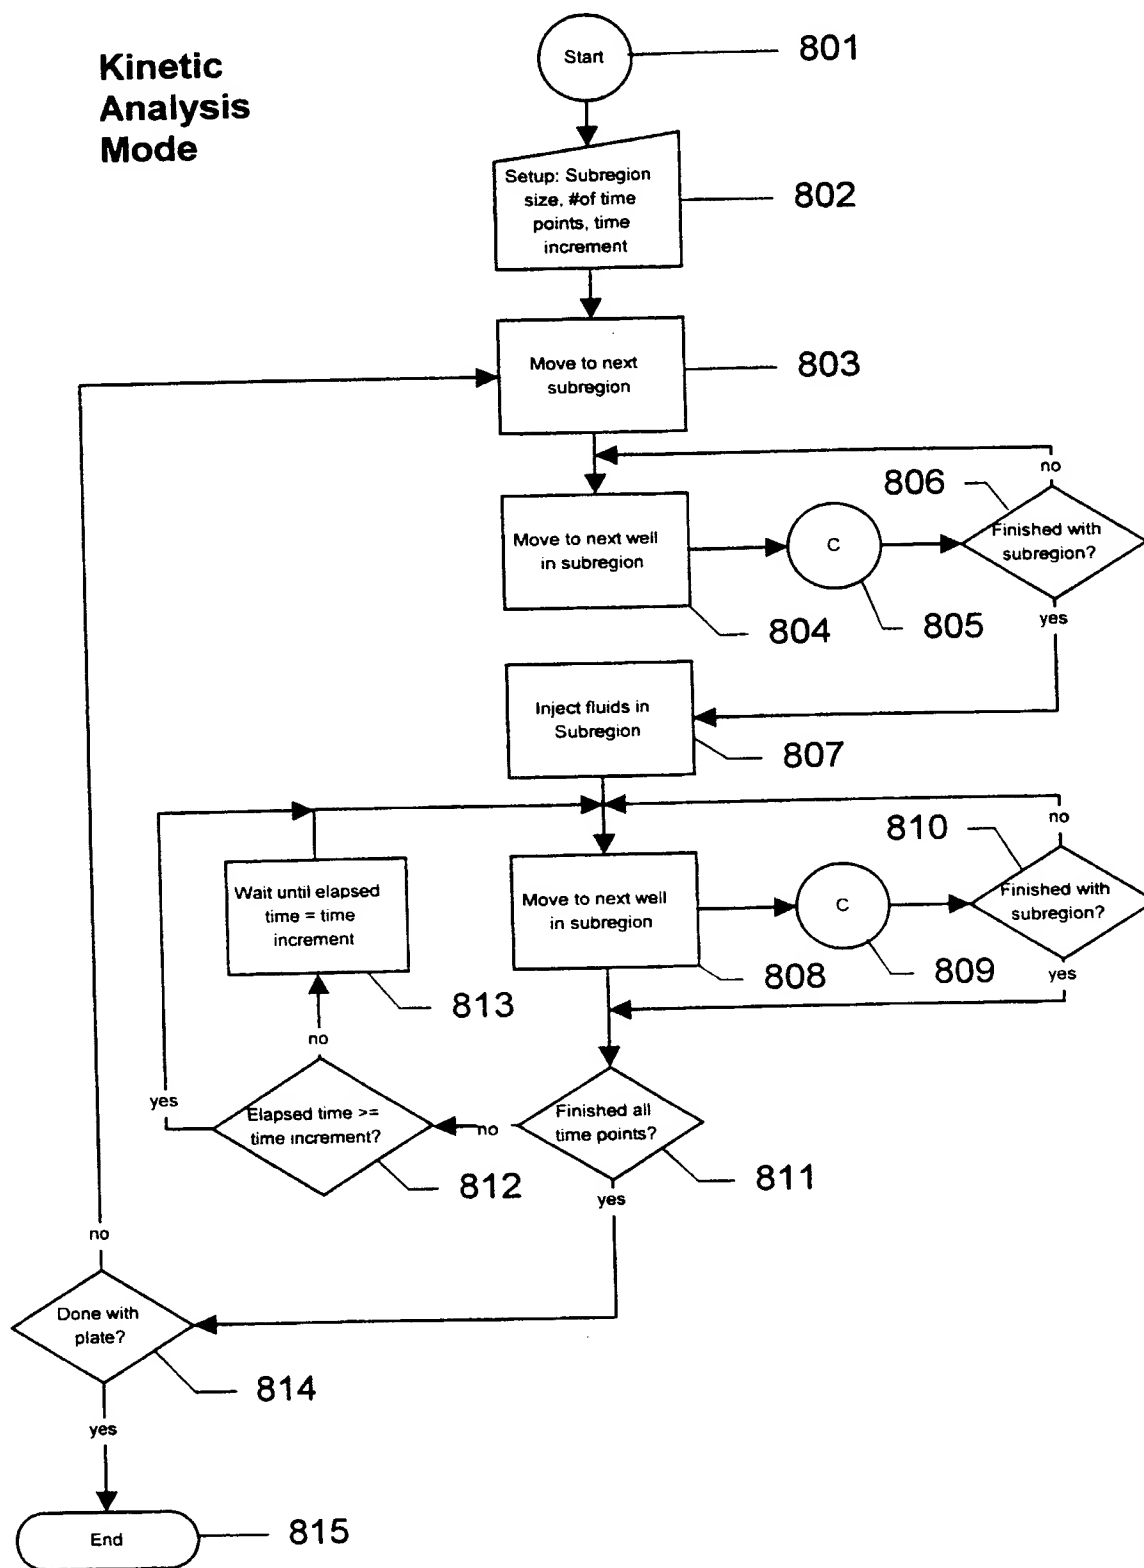 Kinetic
Analysis
Mode
Start
801
Setup: Subregion
size, #of time
points, time
increment
802
Move to next
subregion
803
no
806
Move to next well
in subregion
C
Finished with
subregion?
804
805
yes
Inject fluids in
Subregion
807
no
810
Wait until elapsed
time = time
increment
Move to next well
in subregion
C
Finished with
subregion?
813
808
809
yes
no
yes
Elapsed time >=
time increment?
no
Finished all
time points?
812
811
yes
no
Done with
plate?
814
yes
End
815